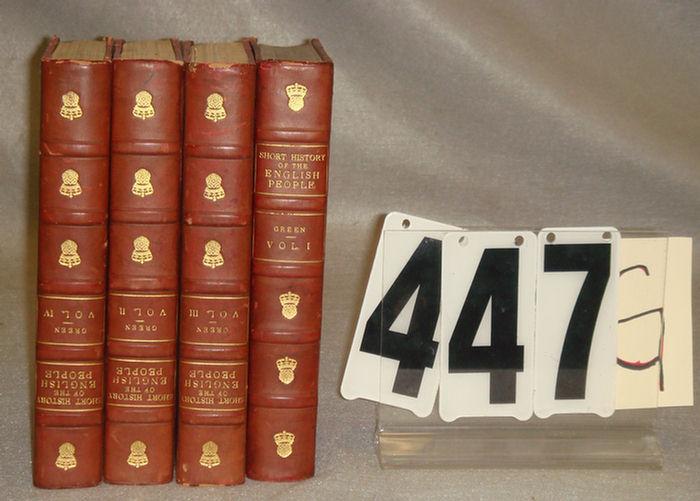 SHORT HISTORY
OF THE
ENGLISH
PEOPLE
GREEN
VOL. IV
SHORT HISTORY
OF THE
ENGLISH
PEOPLE
GREEN
VOL. II
SHORT HISTORY
OF THE
ENGLISH
PEOPLE
GREEN
VOL. III
SHORT HISTORY
OF THE
ENGLISH
PEOPLE
GREEN
VOL. I
447 G